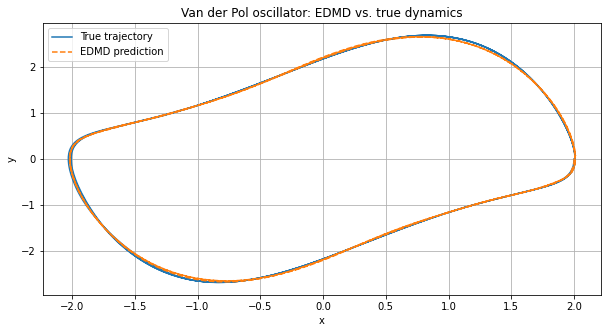 Van der Pol oscillator: EDMD vs. true dynamics
True trajectory
EDMD prediction
y
2
1
0
−1
−2
−2.0 −1.5 −1.0 −0.5 0.0 0.5 1.0 1.5 2.0
x